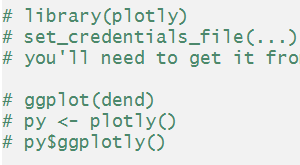 # library(plotly)
# set_credentials_file(...)
# you'll need to get it fro
# ggplot(dend)
# py <- plotly()
# py$ggplotly()